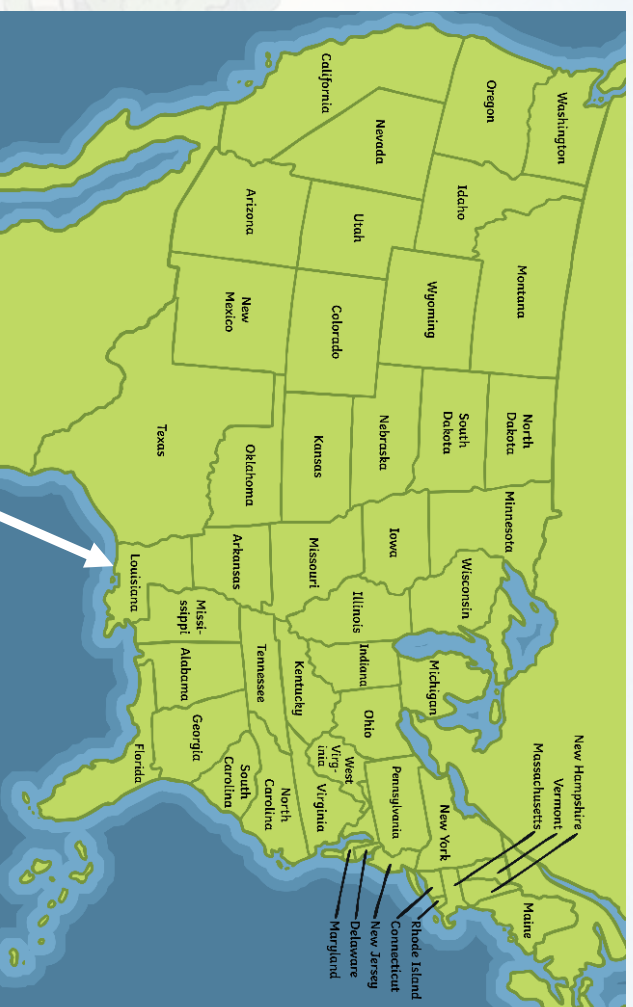 Washington
Oregon
California
Nevada
Idaho
Montana
Wyoming
Utah
Arizona
Colorado
New
Mexico
North
Dakota
South
Dakota
Nebraska
Kansas
Oklahoma
Texas
Minnesota
Iowa
Missouri
Arkansas
Louisiana
Wisconsin
Illinois
Michigan
Indiana
Ohio
Kentucky
Tennessee
Missi-
ssippi
Alabama
Georgia
Florida
South
Carolina
North
Carolina
Virginia
West
Virg-
inia
Pennsylvania
New York
Maine
New Hampshire
Vermont
Massachusetts
Rhode Island
Connecticut
New Jersey
Delaware
Maryland